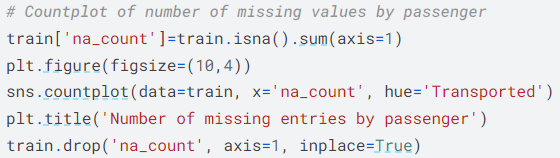 # Countplot of number of missing values by passenger
train['na_count']=train.isna().sum(axis=1)
plt.figure(figsize=(10,4))
sns.countplot(data=train, x='na_count', hue='Transported')
plt.title('Number of missing entries by passenger')
train.drop('na_count', axis=1, inplace=True)